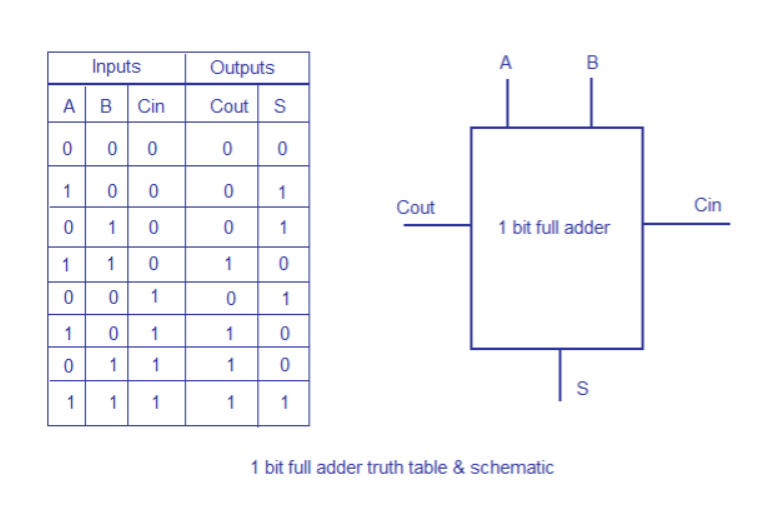 Inputs Outputs
A B Cin Cout S
0 0 0 0 0
1 0 0 0 1
0 1 0 0 1
1 1 0 1 0
0 0 1 0 1
1 0 1 1 0
0 1 1 1 0
1 1 1 1 1
A B
Cout
Cin
1 bit full adder
S
1 bit full adder truth table & schematic